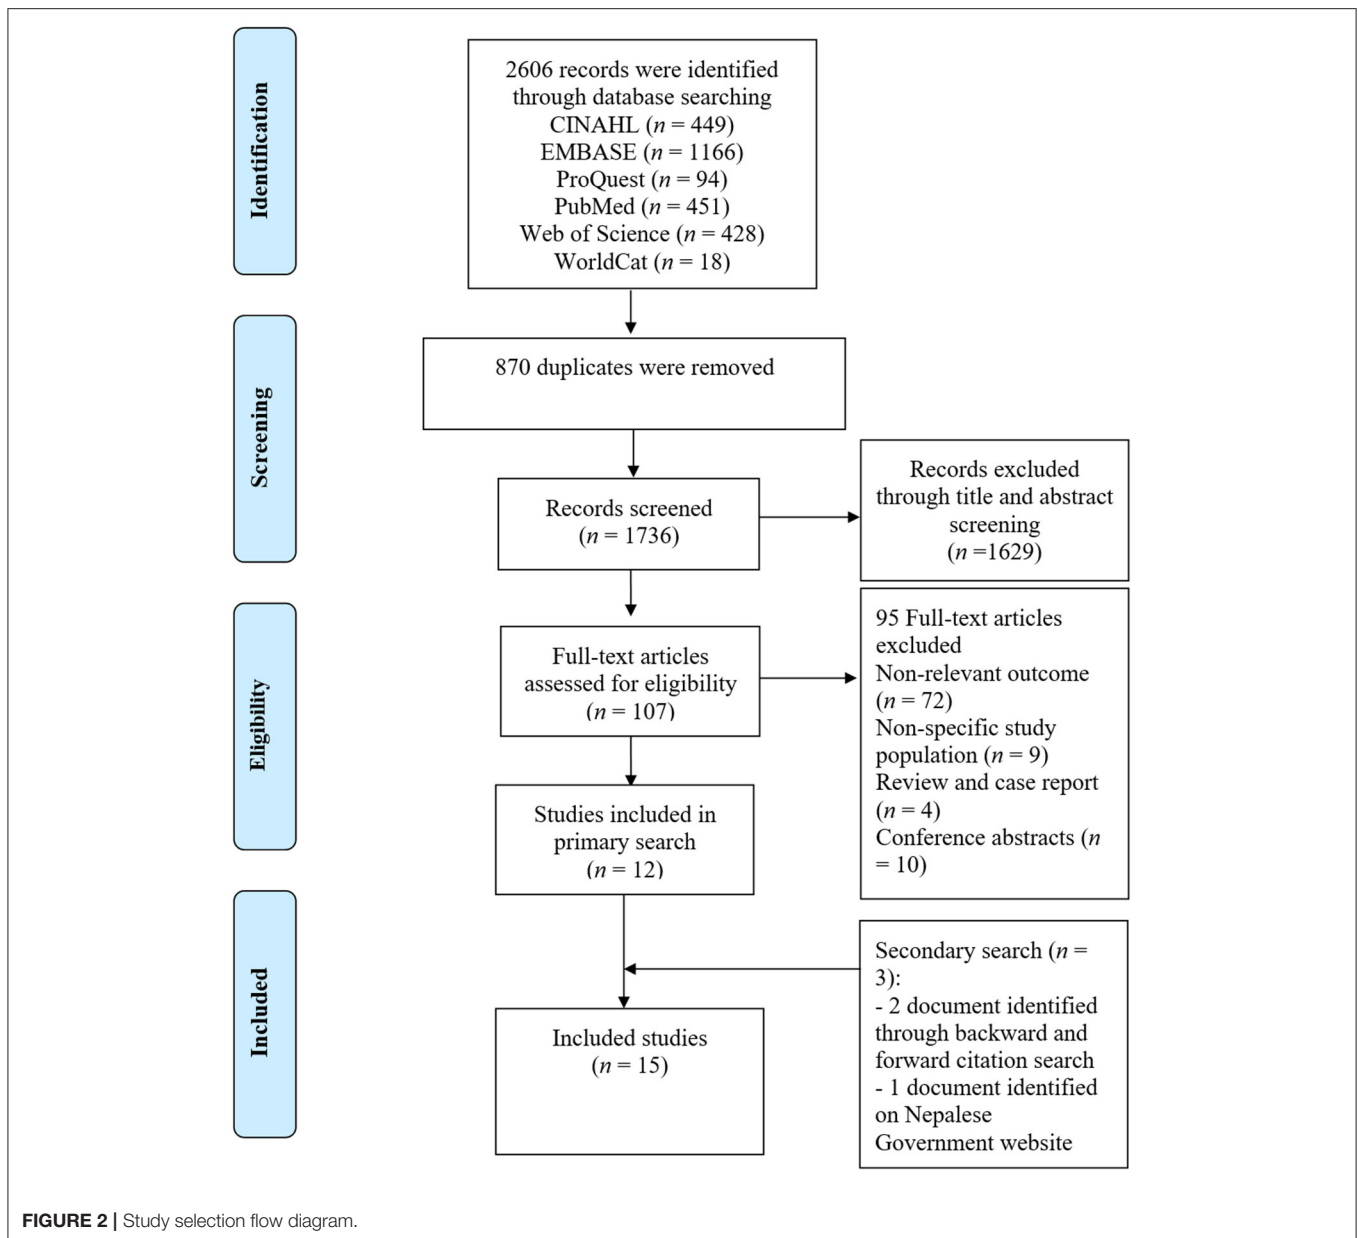 Identification
2606 records were identified
through database searching
CINAHL (n = 449)
EMBASE (n = 1166)
ProQuest (n = 94)
PubMed (n = 451)
Web of Science (n = 428)
WorldCat (n = 18)
Screening
870 duplicates were removed
Records screened
(n = 1736)
Records excluded
through title and abstract
screening
(n =1629)
Eligibility
Full-text articles
assessed for eligibility
(n = 107)
95 Full-text articles
excluded
Non-relevant outcome
(n = 72)
Non-specific study
population (n = 9)
Review and case report
(n = 4)
Conference abstracts (n
= 10)
Studies included in
primary search
(n = 12)
Included
Secondary search (n =
3):
- 2 document identified
through backward and
forward citation search
- 1 document identified
on Nepalese
Government website
Included studies
(n = 15)
FIGURE 2 | Study selection flow diagram.